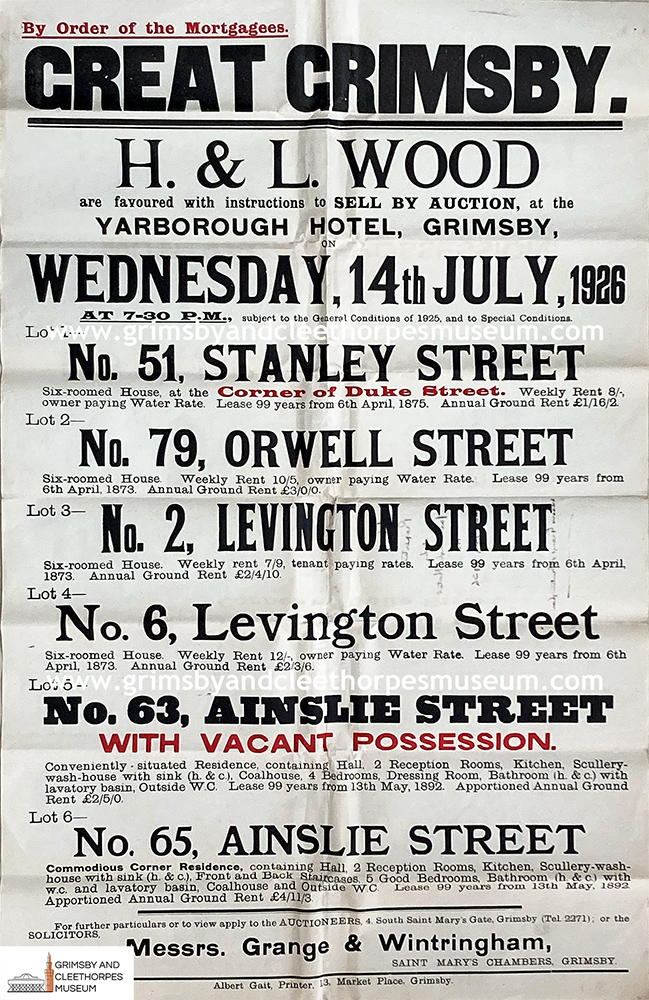 By Order of the Mortgagees.
GREAT GRIMSBY.
H. & L. WOOD
are favoured with instructions to SELL BY AUCTION, at the
YARBOROUGH HOTEL, GRIMSBY,
ON
WEDNESDAY, 14th JULY, 1926
AT 7-30 P.M., subject to the General Conditions of 1925, and to Special Conditions.
www.grimsbyandcleethorpesmuseum.com
Lot
No. 51, STANLEY STREET
Six-roomed House, at the Corner of Duke Street. Weekly Rent 8/-,
owner paying Water Rate. Lease 99 years from 6th April, 1875. Annual Ground Rent £1/16/2.
Lot 2—
No. 79, ORWELL STREET
Six-roomed House. Weekly Rent 10/5, owner paying Water Rate. Lease 99 years from
6th April, 1873. Annual Ground Rent £3/0/0.
Lot 3—
No. 2, LEVINGTON STREET
Six-roomed House. Weekly rent 7/9, tenant paying rates. Lease 99 years from 6th April,
1873. Annual Ground Rent £2/4/10.
Lot 4—
No. 6, Levington Street
Six-roomed House. Weekly Rent 12/-, owner paying Water Rate. Lease 99 years from 6th
April, 1873. Annual Ground Rent £2/3/6.
www.grimsbyandcleethorpesmuseum.com
Lot 5—
No. 63, AINSLIE STREET
WITH VACANT POSSESSION.
Conveniently-situated Residence, containing Hall, 2 Reception Rooms, Kitchen, Scullery-
wash-house with sink (h. & c.), Coalhouse, 4 Bedrooms, Dressing Room, Bathroom (h. & c.) with
lavatory basin, Outside W.C. Lease 99 years from 13th May, 1892. Apportioned Annual Ground
Rent £2/5/0.
Lot 6—
No. 65, AINSLIE STREET
Commodious Corner Residence, containing Hall, 2 Reception Rooms, Kitchen, Scullery-wash-
house with sink (h. & c.), Front and Back Staircases, 5 Good Bedrooms, Bathroom (h. & c.) with
w.c. and lavatory basin, Coalhouse and Outside W.C. Lease 99 years from 13th May, 1892
Apportioned Annual Ground Rent £4/11/3.
For further particulars or to view apply to the AUCTIONEERS, 4, South Saint Mary's Gate, Grimsby (Tel. 2271); or the
SOLICITORS,
Messrs. Grange & Wintringham,
SAINT MARY'S CHAMBERS, GRIMSBY.
Albert Gait, Printer, 13, Market Place, Grimsby.
GRIMSBY AND
CLEETHORPES
MUSEUM